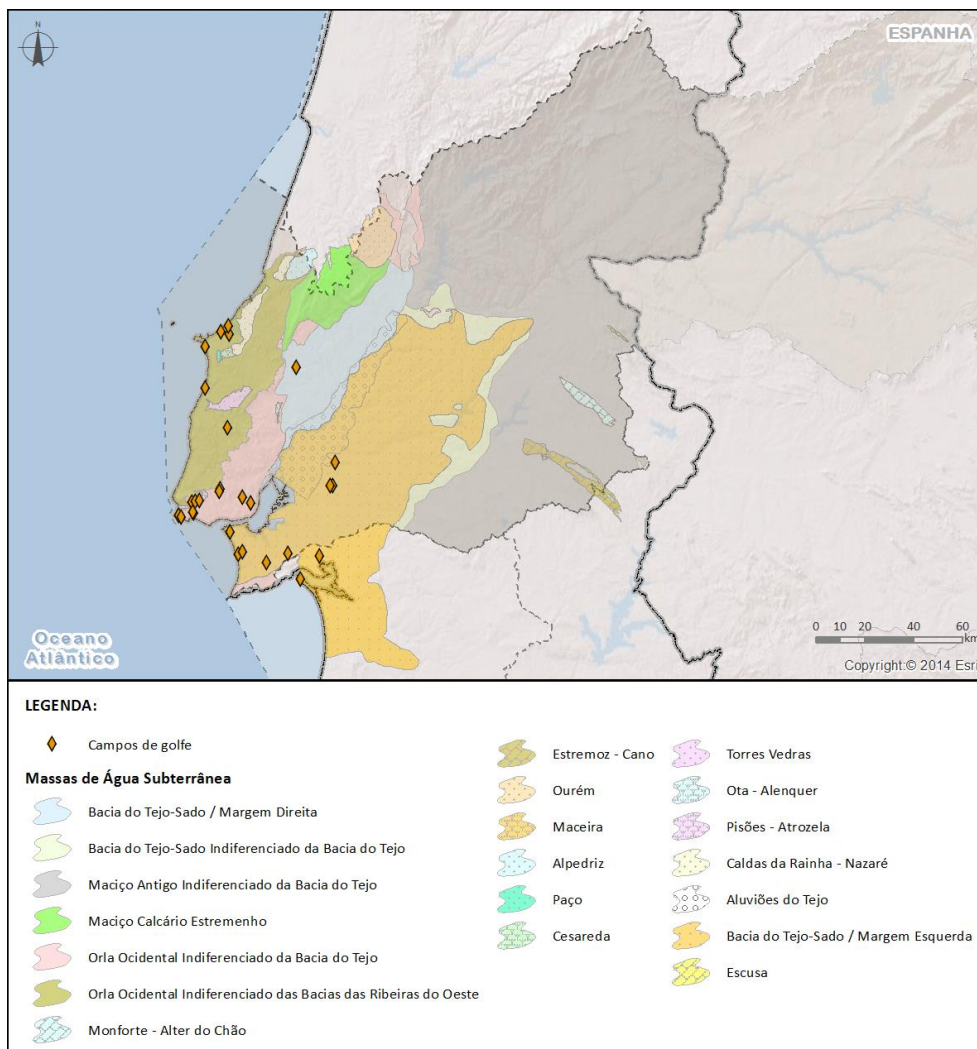 N
ESPANHA
Oceano
Atlântico
0 10 20 40 60
km
Copyright:© 2014 Esri
LEGENDA:
Campos de golfe
Massas de Água Subterrânea
Bacia do Tejo-Sado / Margem Direita
Bacia do Tejo-Sado Indiferenciado da Bacia do Tejo
Maciço Antigo Indiferenciado da Bacia do Tejo
Maciço Calcário Estremenho
Orla Ocidental Indiferenciado da Bacia do Tejo
Orla Ocidental Indiferenciado das Bacias das Ribeiras do Oeste
Monforte - Alter do Chão
Estremoz - Cano
Ourém
Maceira
Alpedriz
Paço
Cesareda
Torres Vedras
Ota - Alenquer
Pisões - Atrozela
Caldas da Rainha - Nazaré
Aluviões do Tejo
Bacia do Tejo-Sado / Margem Esquerda
Escusa